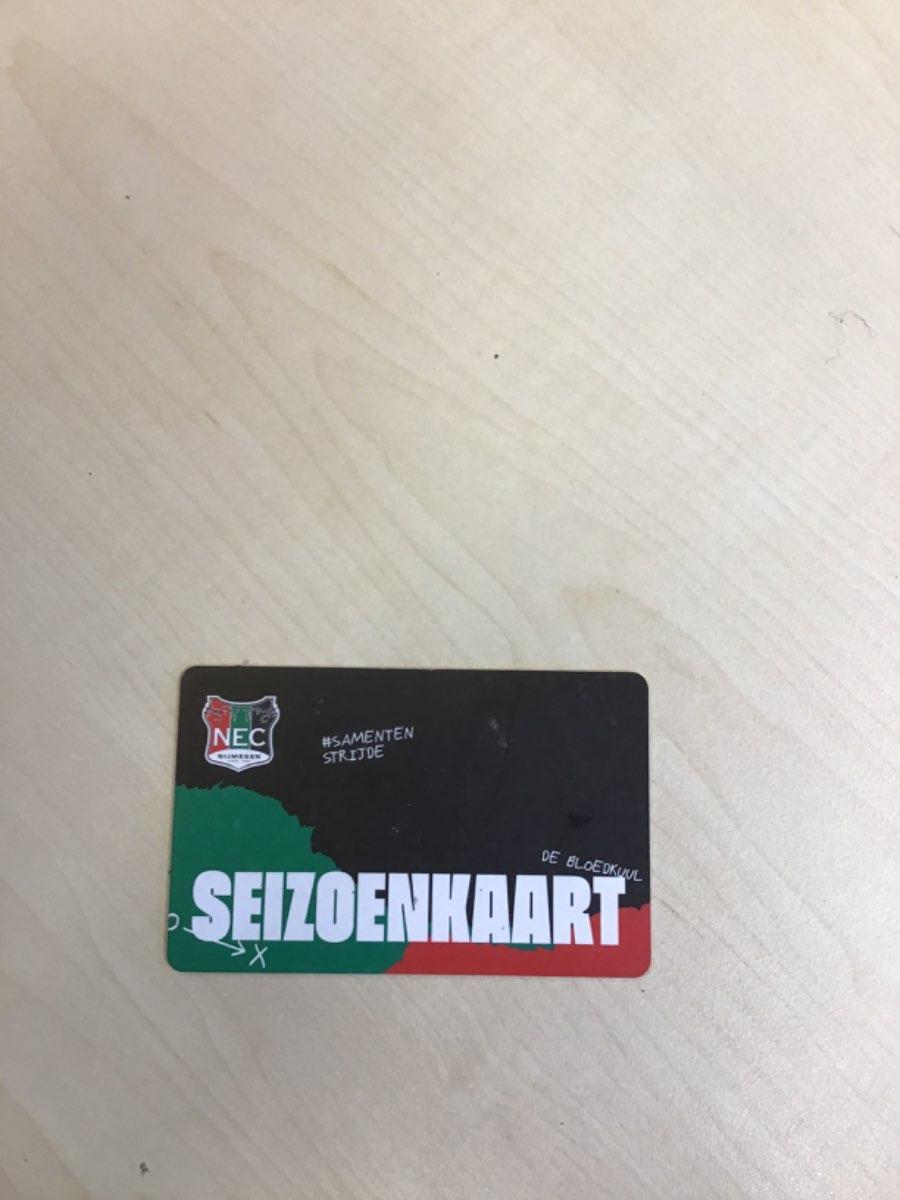 NEC
NIJMEGEN
#SAMENTEN
STRIJDE
DE BLOEDKUUL
SEIZOENKAART
O
X